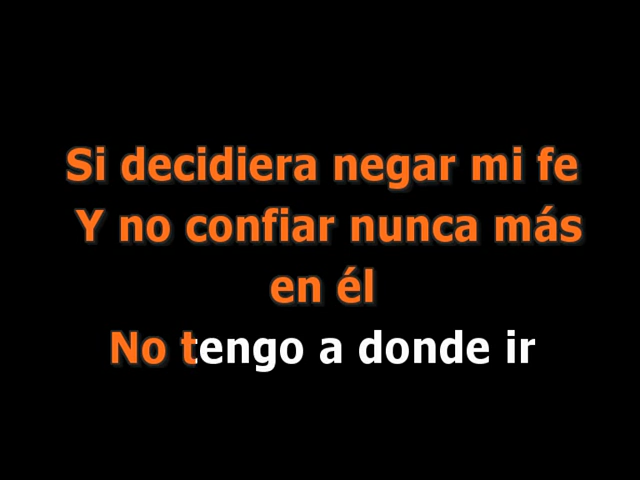 Si decidiera negar mi fe
Y no confiar nunca más
en él
No tengo a donde ir